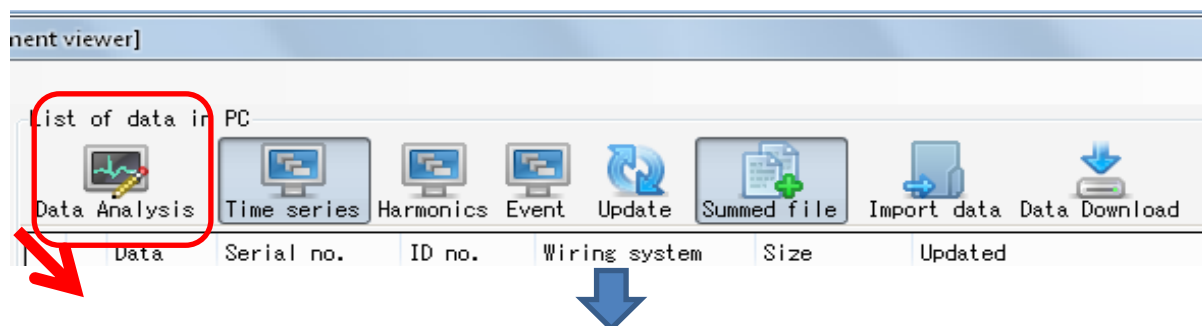 ment viewer]
List of data in PC
Data Analysis Time series Harmonics Event Update Summed file Import data Data Download
Data Serial no. ID no. Wiring system Size Updated